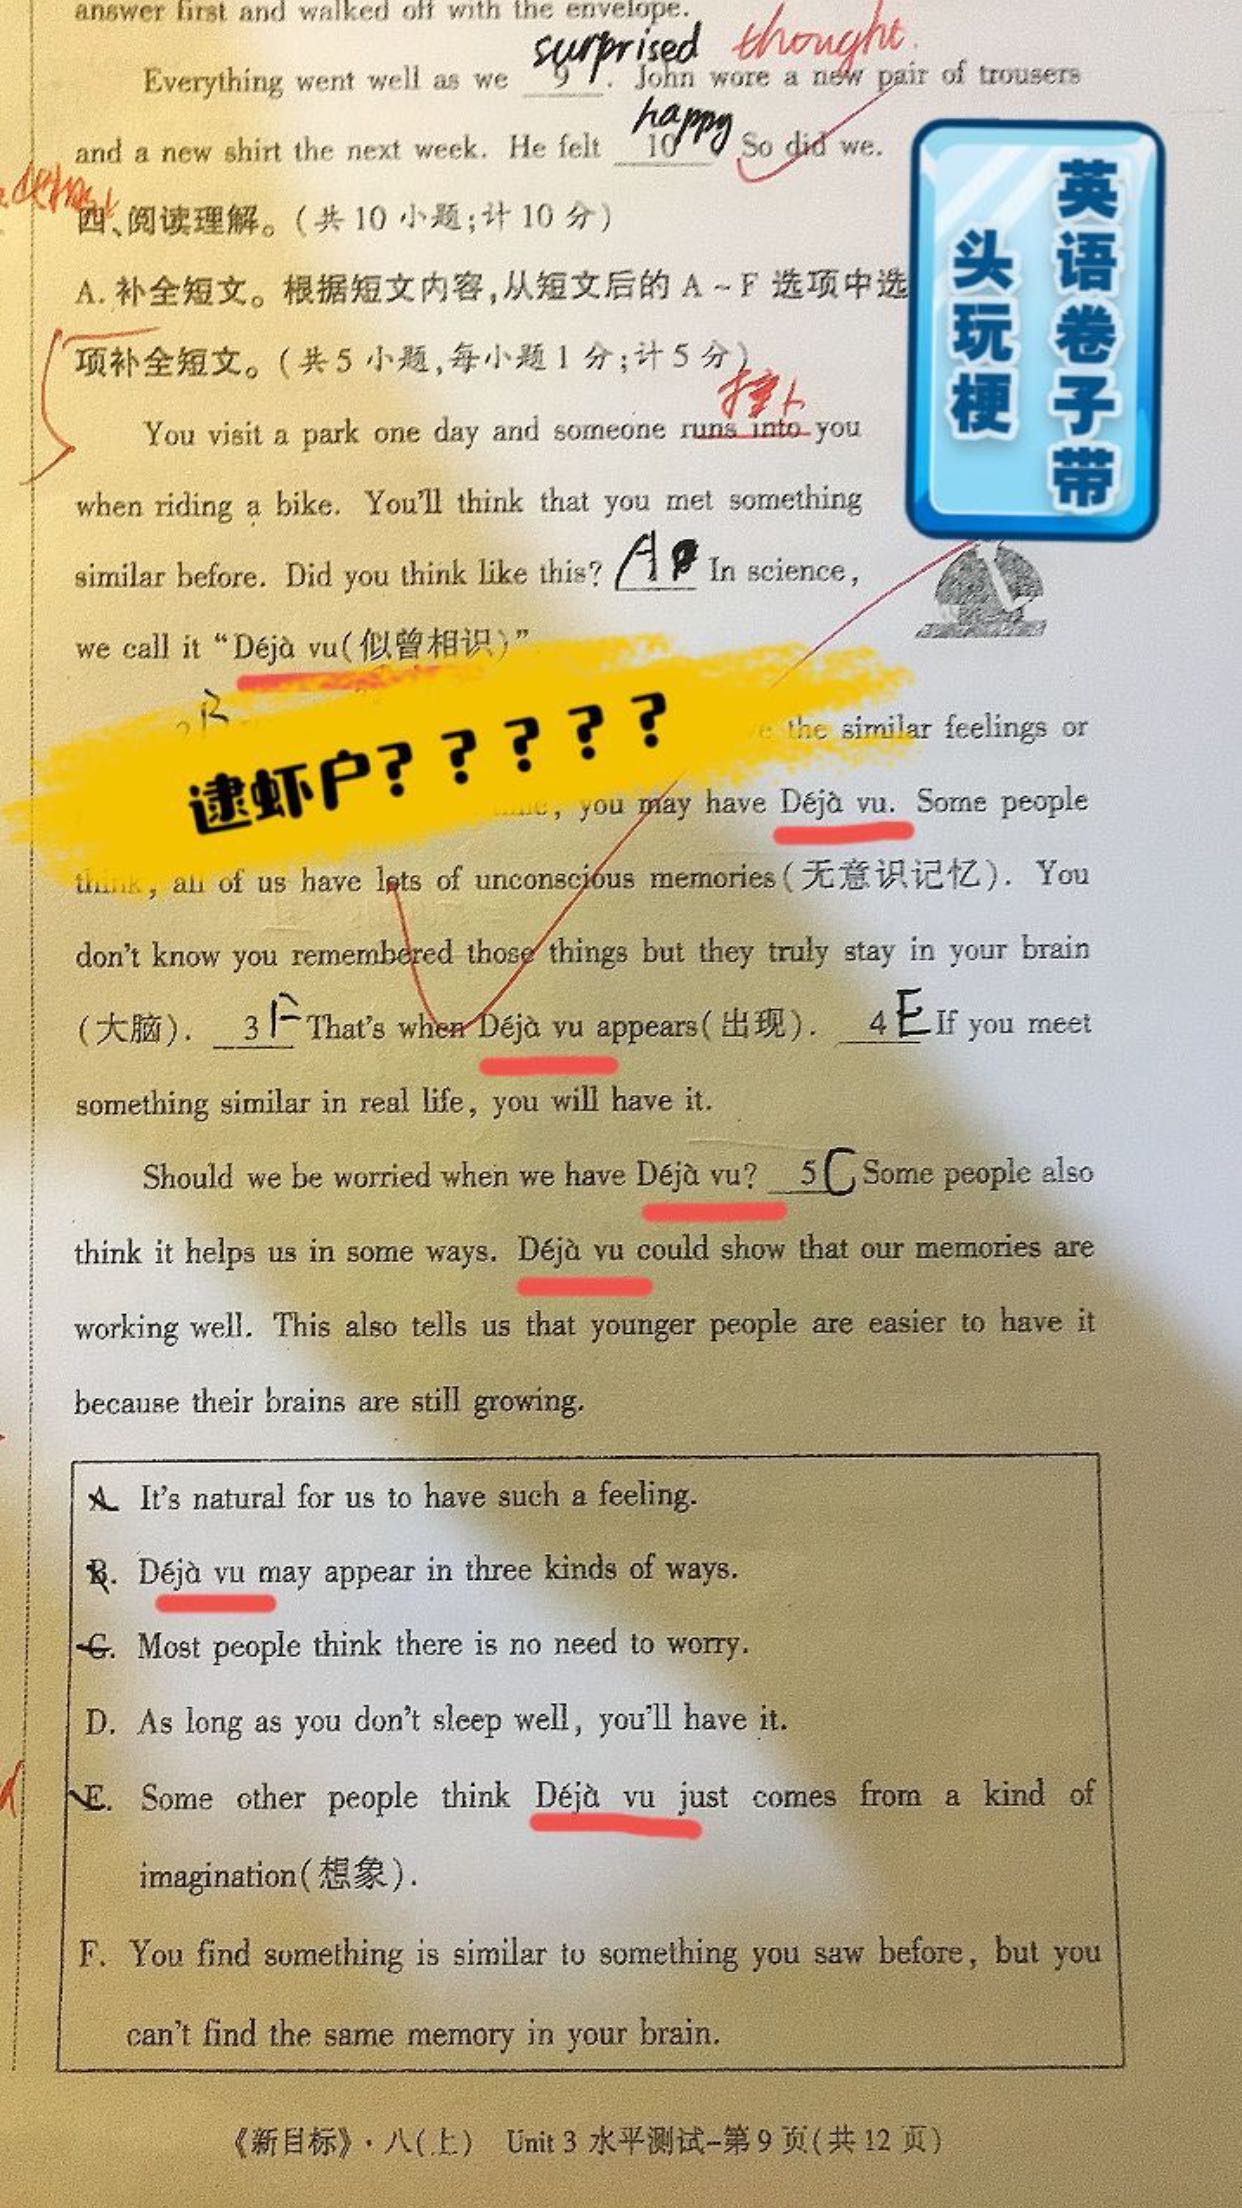 answer first and walked off with the envelope.
surprised thought.
Everything went well as we 9. John wore a new pair of trousers
happy
and a new shirt the next week. He felt 10 So did we.
四、阅读理解。(共 10 小题;计 10 分)
A. 补全短文。根据短文内容,从短文后的 A ~ F 选项中选
项补全短文。(共 5 小题,每小题 1 分;计 5 分)
You visit a park one day and someone runs into you
when riding a bike. You'll think that you met something
similar before. Did you think like this? A In science,
we call it “Déjà vu(似曾相识)”
英语卷子带
头玩梗
B
逮虾户?????
the similar feelings or
, you may have Déjà vu. Some people
think, all of us have lots of unconscious memories(无意识记忆). You
don't know you remembered those things but they truly stay in your brain
(大脑). 3 F That's when Déjà vu appears(出现). 4 E If you meet
something similar in real life, you will have it.
Should we be worried when we have Déjà vu? 5 C Some people also
think it helps us in some ways. Déjà vu could show that our memories are
working well. This also tells us that younger people are easier to have it
because their brains are still growing.
A. It's natural for us to have such a feeling.
B. Déjà vu may appear in three kinds of ways.
C. Most people think there is no need to worry.
D. As long as you don't sleep well, you'll have it.
E. Some other people think Déjà vu just comes from a kind of
imagination(想象).
F. You find something is similar to something you saw before, but you
can't find the same memory in your brain.
《新目标》·八(上) Unit 3 水平测试-第 9 页(共 12 页)